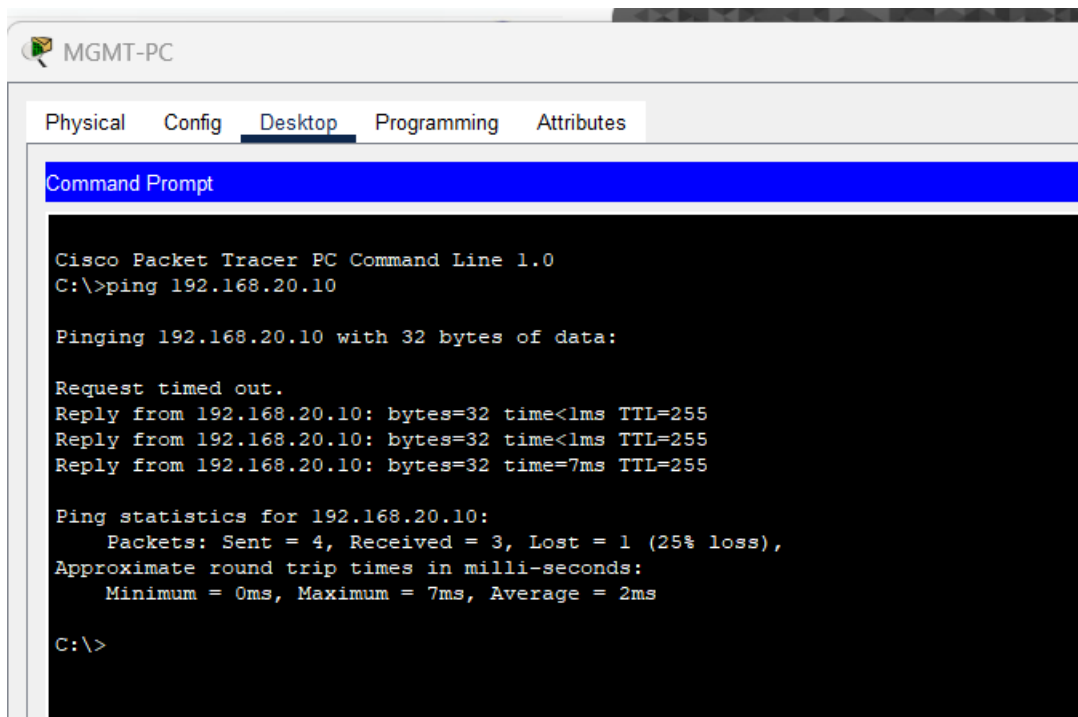 MGMT-PC
Physical Config Desktop Programming Attributes
Command Prompt
Cisco Packet Tracer PC Command Line 1.0
C:\>ping 192.168.20.10
Pinging 192.168.20.10 with 32 bytes of data:
Request timed out.
Reply from 192.168.20.10: bytes=32 time<1ms TTL=255
Reply from 192.168.20.10: bytes=32 time<1ms TTL=255
Reply from 192.168.20.10: bytes=32 time=7ms TTL=255
Ping statistics for 192.168.20.10:
Packets: Sent = 4, Received = 3, Lost = 1 (25% loss),
Approximate round trip times in milli-seconds:
Minimum = 0ms, Maximum = 7ms, Average = 2ms
C:\>